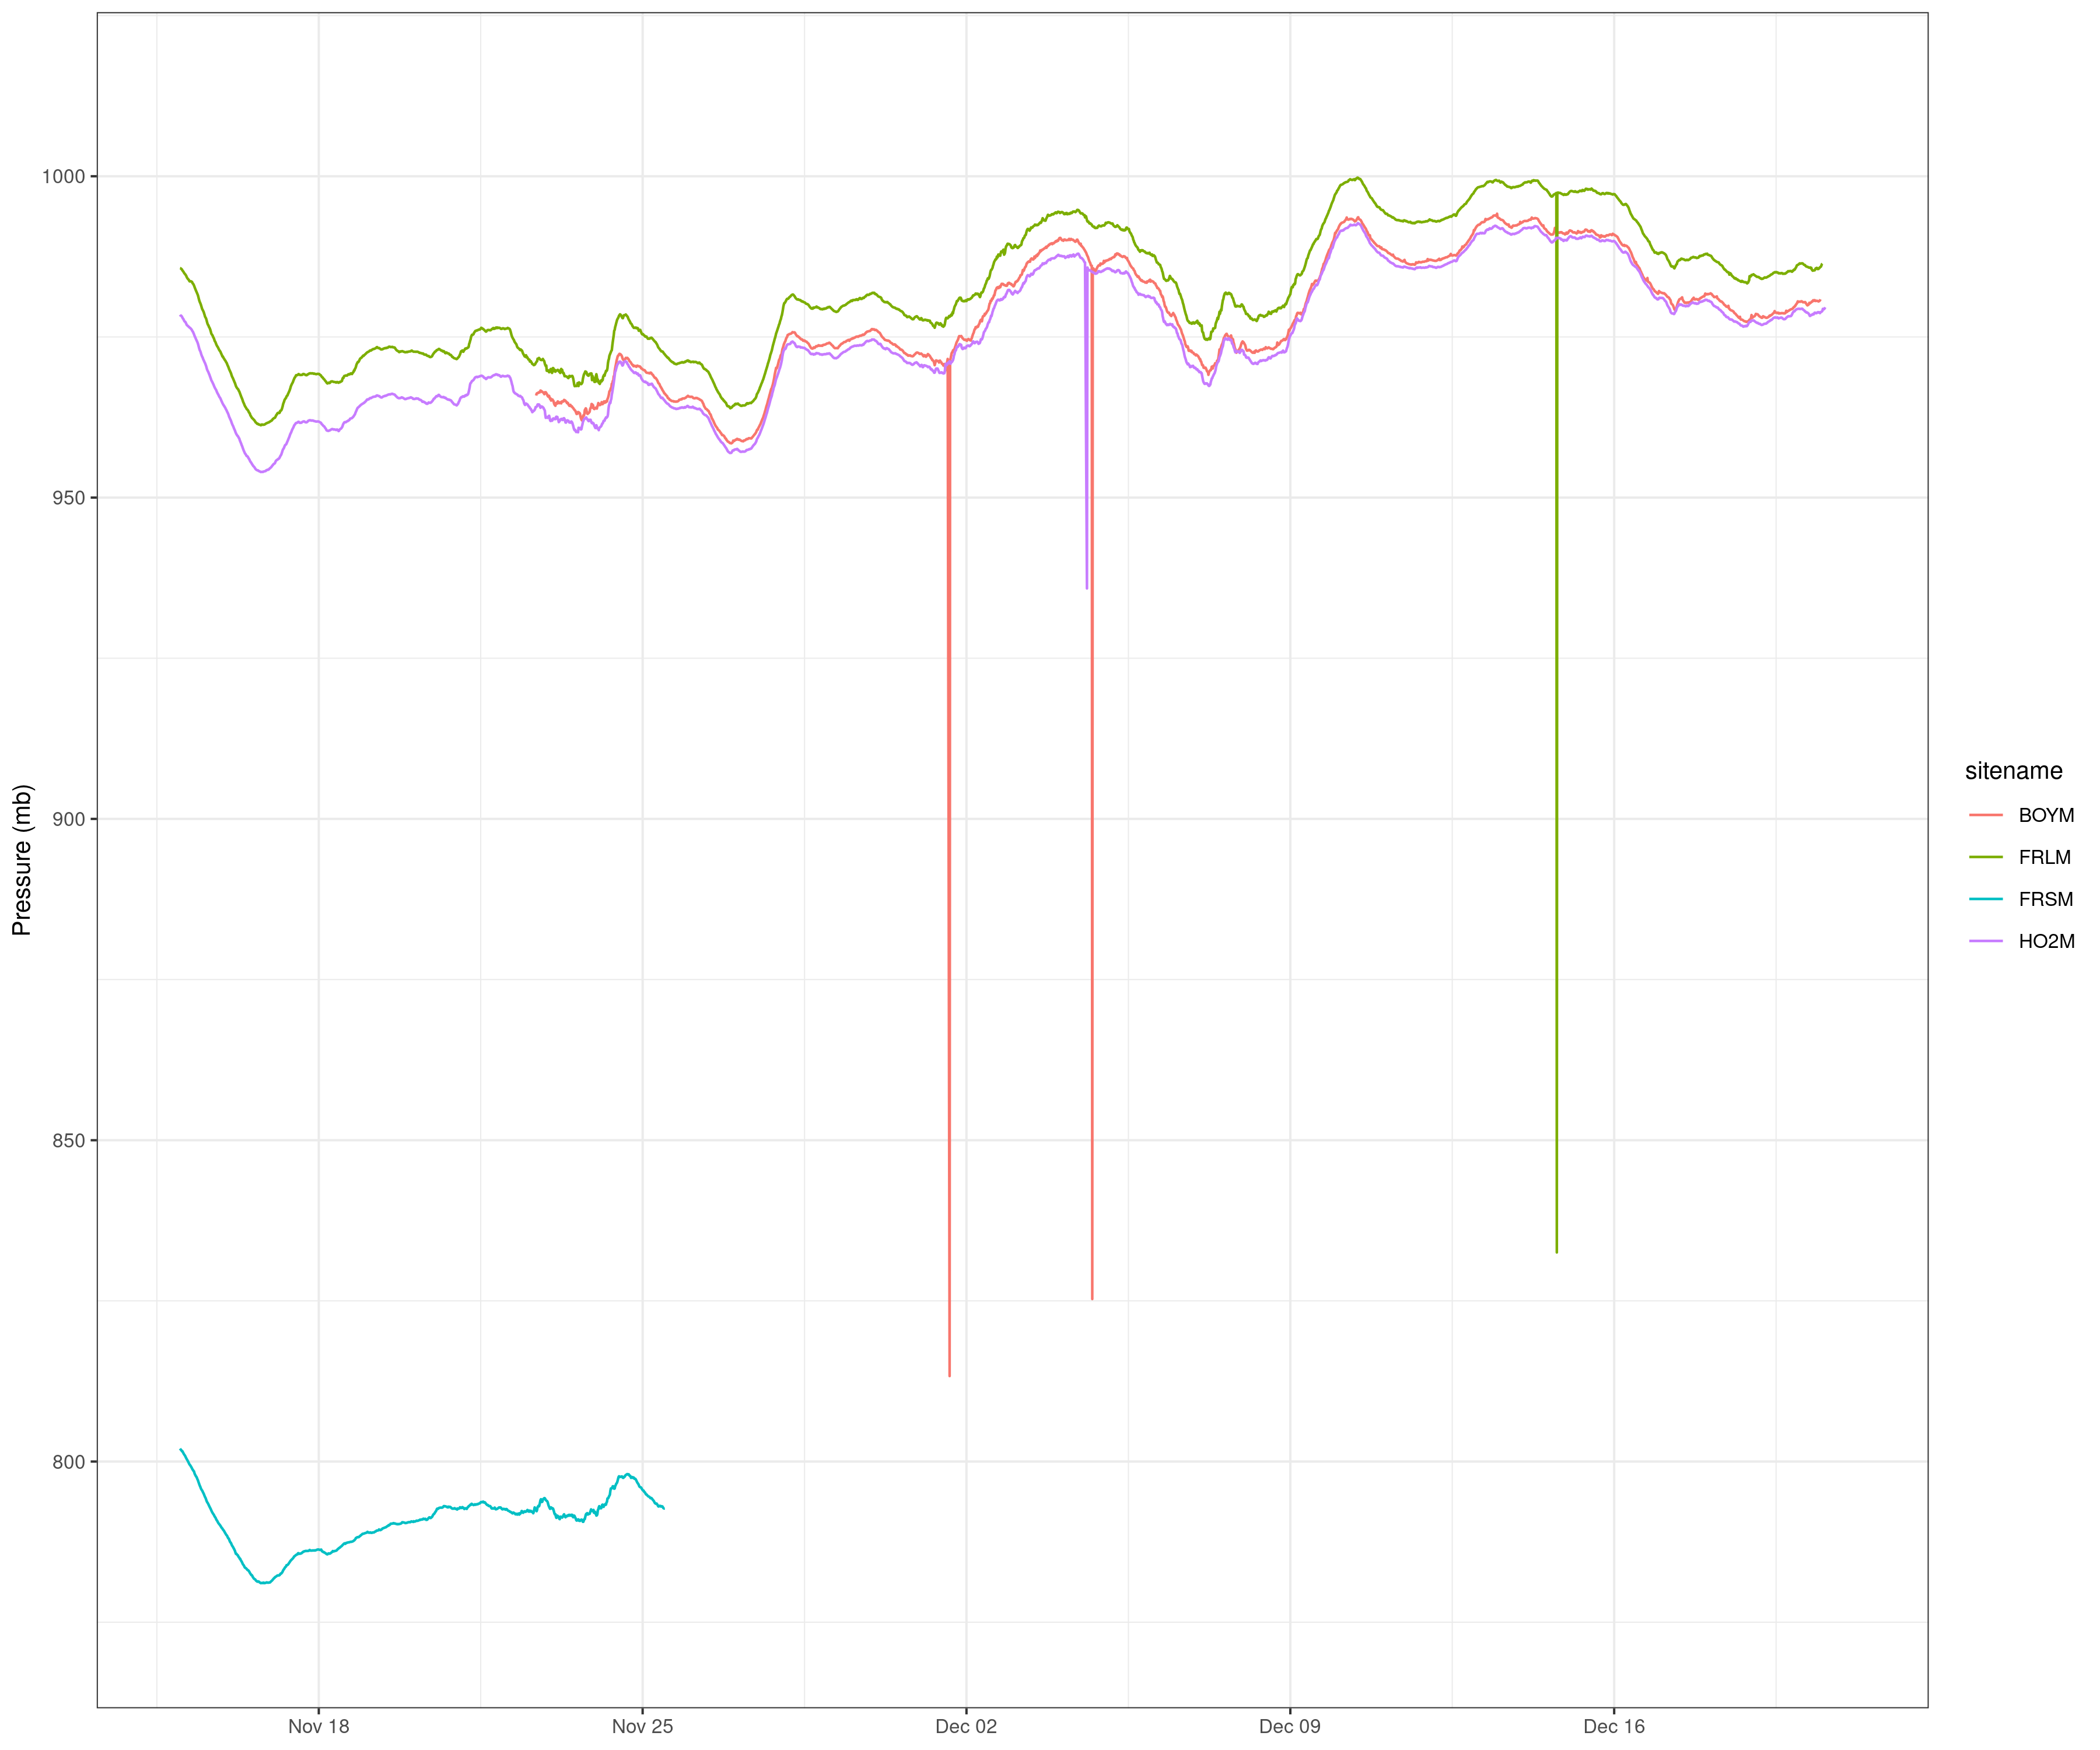 1000
950
900
850
800
Pressure (mb)
Nov 18
Nov 25
Dec 02
Dec 09
Dec 16
sitename
BOYM
FRLM
FRSM
HO2M